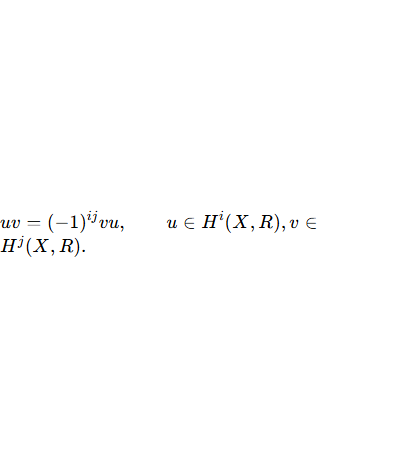 uv = (−1)^{ij}vu, u ∈ H^i(X, R), v ∈
H^j(X, R).